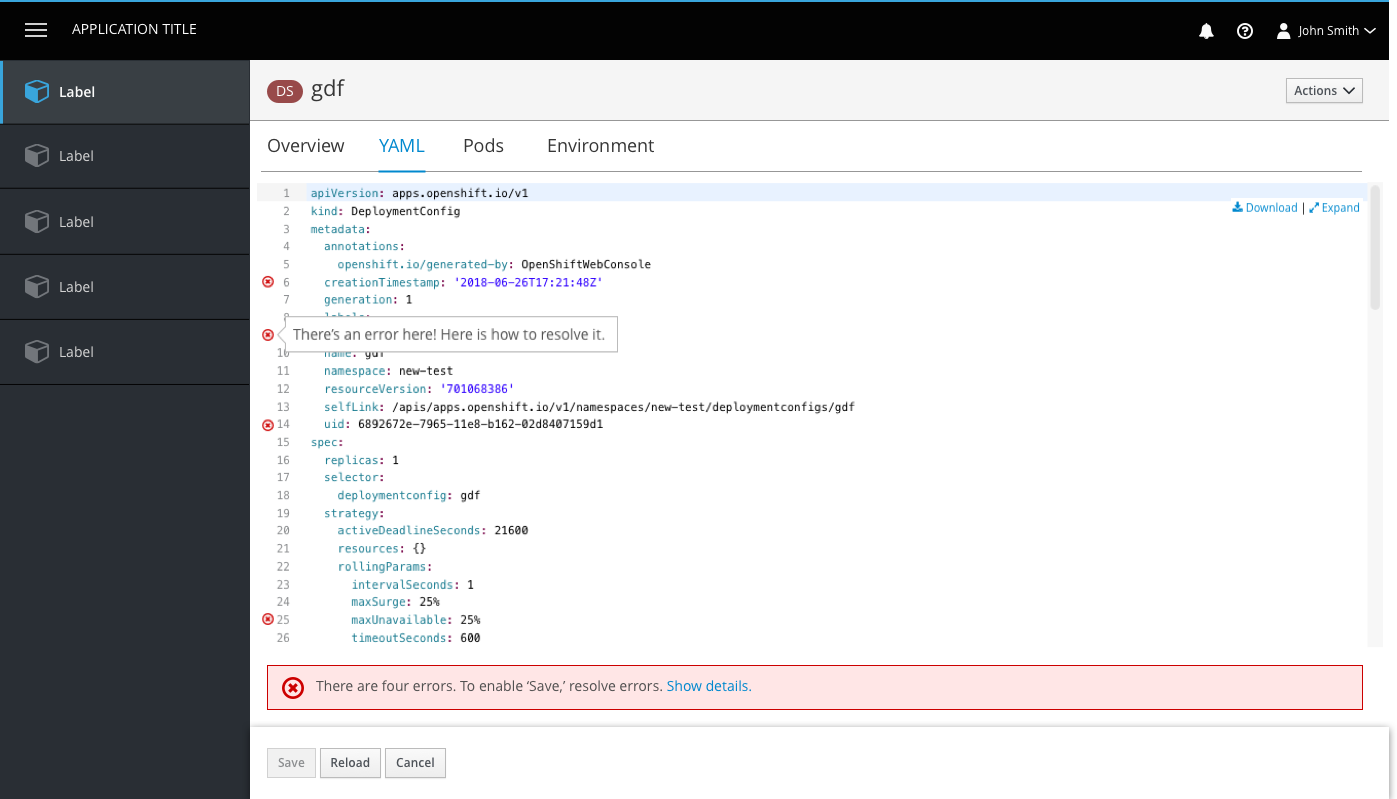 APPLICATION TITLE
John Smith
Label
Label
Label
Label
Label
DS gdf
Actions
Overview YAML Pods Environment
Download | Expand
1 apiVersion: apps.openshift.io/v1
2 kind: DeploymentConfig
3 metadata:
4 annotations:
5 openshift.io/generated-by: OpenShiftWebConsole
6 creationTimestamp: '2018-06-26T17:21:48Z'
7 generation: 1
8 labels:
There’s an error here! Here is how to resolve it.
10 name: gdf
11 namespace: new-test
12 resourceVersion: '701068386'
13 selfLink: /apis/apps.openshift.io/v1/namespaces/new-test/deploymentconfigs/gdf
14 uid: 6892672e-7965-11e8-b162-02d8407159d1
15 spec:
16 replicas: 1
17 selector:
18 deploymentconfig: gdf
19 strategy:
20 activeDeadlineSeconds: 21600
21 resources: {}
22 rollingParams:
23 intervalSeconds: 1
24 maxSurge: 25%
25 maxUnavailable: 25%
26 timeoutSeconds: 600
There are four errors. To enable ‘Save,’ resolve errors. Show details.
Save Reload Cancel